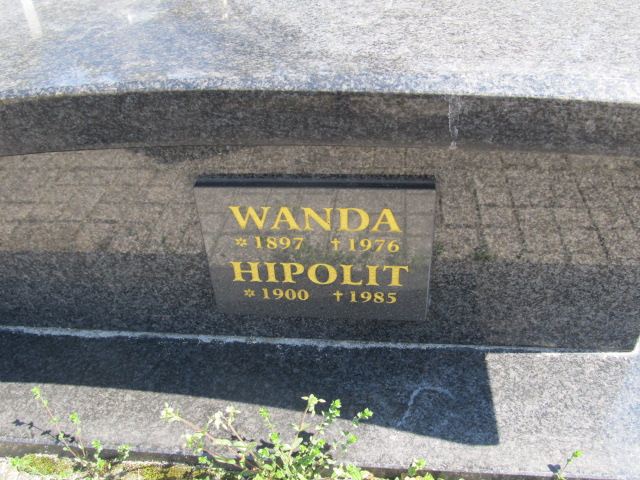 WANDA
✲ 1897 ✝ 1976
HIPOLIT
✲ 1900 ✝ 1985